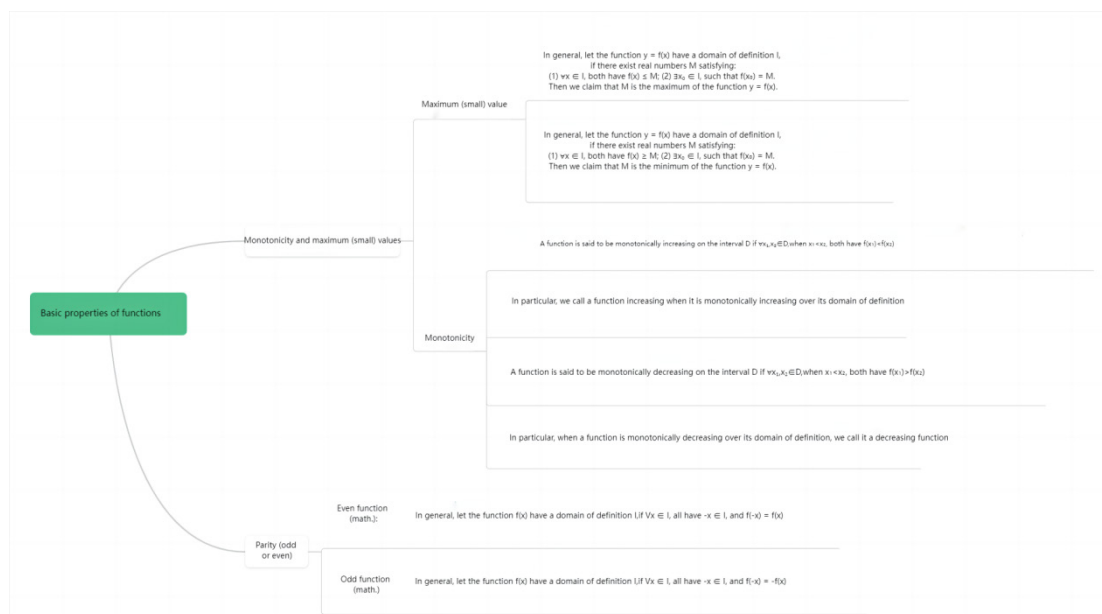 In general, let the function y = f(x) have a domain of definition I,
if there exist real numbers M satisfying:
(1) ∀x ∈ I, both have f(x) ≤ M; (2) ∃x₀ ∈ I, such that f(x₀) = M.
Then we claim that M is the maximum of the function y = f(x).
Maximum (small) value
In general, let the function y = f(x) have a domain of definition I,
if there exist real numbers M satisfying:
(1) ∀x ∈ I, both have f(x) ≥ M; (2) ∃x₀ ∈ I, such that f(x₀) = M.
Then we claim that M is the minimum of the function y = f(x).
Monotonicity and maximum (small) values
A function is said to be monotonically increasing on the interval D if ∀x₁,x₂∈D,when x₁<x₂, both have f(x₁)<f(x₂)
In particular, we call a function increasing when it is monotonically increasing over its domain of definition
Basic properties of functions
Monotonicity
A function is said to be monotonically decreasing on the interval D if ∀x₁,x₂∈D,when x₁<x₂, both have f(x₁)>f(x₂)
In particular, when a function is monotonically decreasing over its domain of definition, we call it a decreasing function
Even function
(math.):
In general, let the function f(x) have a domain of definition I,if ∀x ∈ I, all have -x ∈ I, and f(-x) = f(x)
Parity (odd
or even)
Odd function
(math.)
In general, let the function f(x) have a domain of definition I,if ∀x ∈ I, all have -x ∈ I, and f(-x) = -f(x)